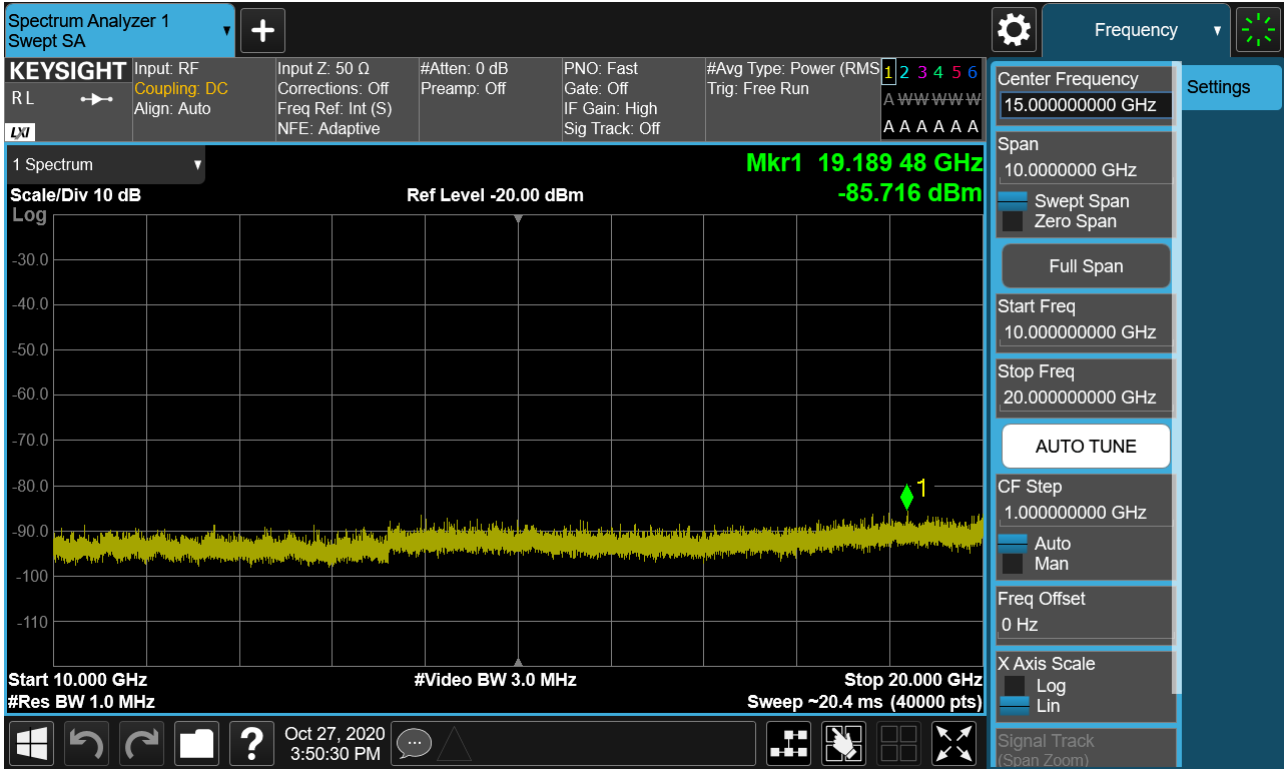 Spectrum Analyzer 1
Swept SA
+
Frequency
KEYSIGHT
R L
LXI
Input: RF
Coupling: DC
Align: Auto
Input Z: 50 Ω
Corrections: Off
Freq Ref: Int (S)
NFE: Adaptive
#Atten: 0 dB
Preamp: Off
PNO: Fast
Gate: Off
IF Gain: High
Sig Track: Off
#Avg Type: Power (RMS
Trig: Free Run
1 2 3 4 5 6
A W W W W W
A A A A A A
1 Spectrum
Mkr1 19.189 48 GHz
-85.716 dBm
Scale/Div 10 dB
Ref Level -20.00 dBm
Log
-30.0
-40.0
-50.0
-60.0
-70.0
-80.0
-90.0
-100
-110
1
Start 10.000 GHz
#Video BW 3.0 MHz
Stop 20.000 GHz
#Res BW 1.0 MHz
Sweep ~20.4 ms (40000 pts)
Center Frequency
15.000000000 GHz
Settings
Span
10.0000000 GHz
Swept Span
Zero Span
Full Span
Start Freq
10.000000000 GHz
Stop Freq
20.000000000 GHz
AUTO TUNE
CF Step
1.000000000 GHz
Auto
Man
Freq Offset
0 Hz
X Axis Scale
Log
Lin
Signal Track
(Span Zoom)
?
Oct 27, 2020
3:50:30 PM